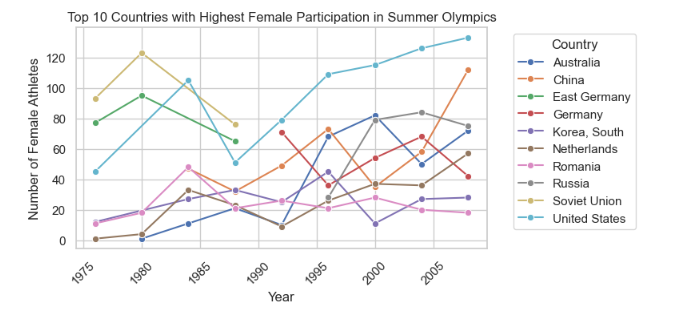 Top 10 Countries with Highest Female Participation in Summer Olympics
Number of Female Athletes
120
100
80
60
40
20
0
1975
1980
1985
1990
1995
2000
2005
Year
Country
Australia
China
East Germany
Germany
Korea, South
Netherlands
Romania
Russia
Soviet Union
United States